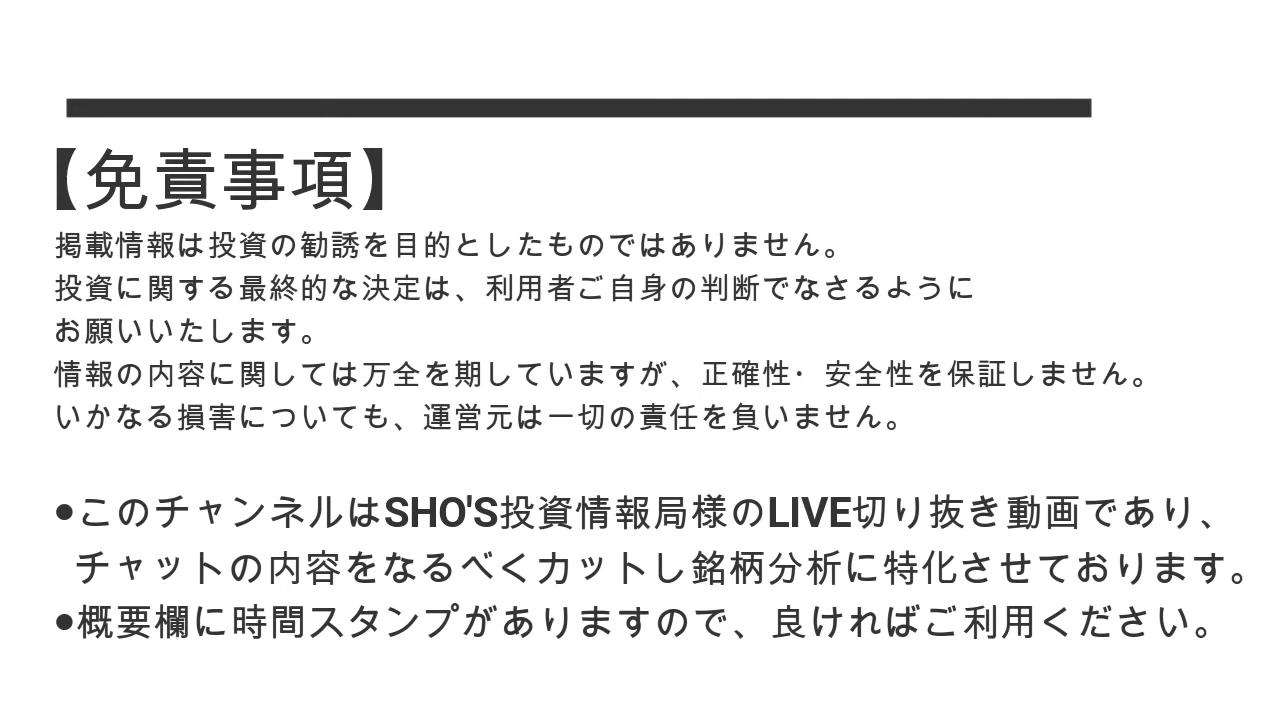 【免責事項】
掲載情報は投資の勧誘を目的としたものではありません。
投資に関する最終的な決定は、利用者ご自身の判断でなさるように
お願いいたします。
情報の内容に関しては万全を期していますが、正確性・安全性を保証しません。
いかなる損害についても、運営元は一切の責任を負いません。
●このチャンネルはSHO'S投資情報局様のLIVE切り抜き動画であり、
チャットの内容をなるべくカットし銘柄分析に特化させております。
●概要欄に時間スタンプがありますので、良ければご利用ください。